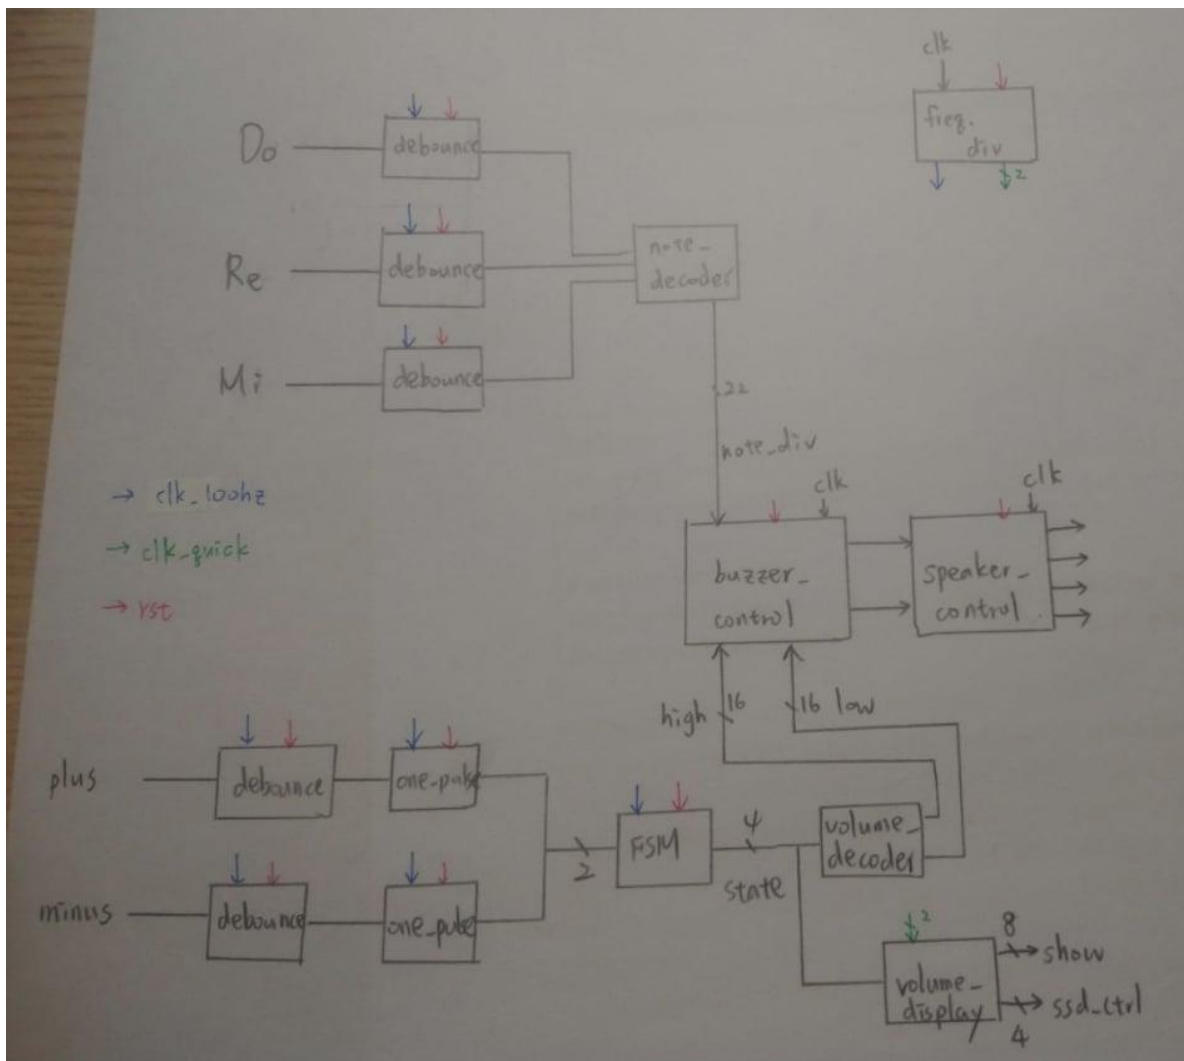 clk
freq.
div
2
Do
debounce
Re
debounce
note_
decoder
Mi
debounce
22
note_div
→ clk_100hz
→ clk_quick
→ rst
clk
clk
buzzer_
control
speaker_
control
high
16
16 low
plus
debounce
one_pulse
minus
debounce
one_pulse
2
FSM
4
state
volume_
decoder
2
volume_
display
8
show
ssd_ctrl
4